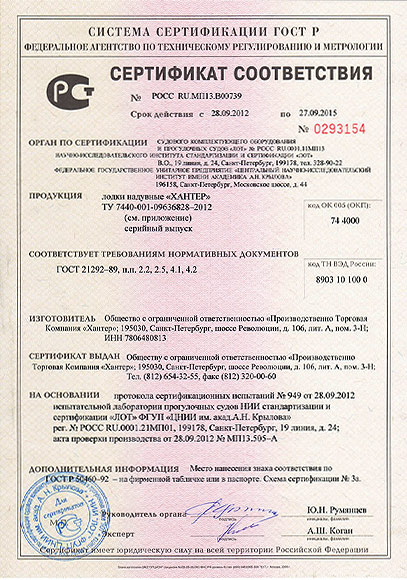 СИСТЕМА СЕРТИФИКАЦИИ ГОСТ Р
ФЕДЕРАЛЬНОЕ АГЕНТСТВО ПО ТЕХНИЧЕСКОМУ РЕГУЛИРОВАНИЮ И МЕТРОЛОГИИ
СЕРТИФИКАТ СООТВЕТСТВИЯ
№ РОСС RU.МП13.В00739
Срок действия с 28.09.2012 по 27.09.2015
№ 0293154
ОРГАН ПО СЕРТИФИКАЦИИ СУДОВОГО КОМПЛЕКТУЮЩЕГО ОБОРУДОВАНИЯ
И ПРОГУЛОЧНЫХ СУДОВ «ЛОТ» № РОСС RU.0001.11МП13
НАУЧНО-ИССЛЕДОВАТЕЛЬСКОГО ИНСТИТУТА СТАНДАРТИЗАЦИИ И СЕРТИФИКАЦИИ «ЛОТ»
В.О., 19 линия, д. 24, Санкт-Петербург, 199178, тел. 328-90-22
ФЕДЕРАЛЬНОЕ ГОСУДАРСТВЕННОЕ УНИТАРНОЕ ПРЕДПРИЯТИЕ «ЦЕНТРАЛЬНЫЙ НАУЧНО-ИССЛЕДОВАТЕЛЬСКИЙ
ИНСТИТУТ ИМЕНИ АКАДЕМИКА А.Н. КРЫЛОВА»
196158, Санкт-Петербург, Московское шоссе, д. 44
ПРОДУКЦИЯ лодки надувные «ХАНТЕР»
ТУ 7440-001-09636828-2012
(см. приложение)
серийный выпуск
код ОК 005 (ОКП):
74 4000
СООТВЕТСТВУЕТ ТРЕБОВАНИЯМ НОРМАТИВНЫХ ДОКУМЕНТОВ
ГОСТ 21292-89, п.п. 2.2, 2.5, 4.1, 4.2
код ТН ВЭД России:
8903 10 100 0
ИЗГОТОВИТЕЛЬ Общество с ограниченной ответственностью «Производственно Торговая
Компания «Хантер»; 195030, Санкт-Петербург, шоссе Революции, д. 106, лит. А, пом. 3-Н;
ИНН 7806480813
СЕРТИФИКАТ ВЫДАН Обществу с ограниченной ответственностью «Производственно
Торговая Компания «Хантер»; 195030, Санкт-Петербург, шоссе Революции, д. 106, лит. А, пом. 3-Н;
Тел. (812) 654-32-55, факс (812) 320-00-60
НА ОСНОВАНИИ протокола сертификационных испытаний № 949 от 28.09.2012
испытательной лаборатории прогулочных судов НИИ стандартизации и
сертификации «ЛОТ» ФГУП «ЦНИИ им. акад.А.Н. Крылова»
рег. № РОСС RU.0001.21МП01, 199178, Санкт-Петербург, 19 линия, д. 24;
акта проверки производства от 28.09.2012 № МП13.505-А
ДОПОЛНИТЕЛЬНАЯ ИНФОРМАЦИЯ Место нанесения знака соответствия по
ГОСТ Р 50460-92 - на фирменной табличке или в паспорте. Схема сертификации № 3а.
Для сертификатов
Руководитель органа
подпись
Ю.Н. Румянцев
инициалы, фамилия
Эксперт
подпись
А.Ш. Коган
инициалы, фамилия
Сертификат имеет юридическую силу на всей территории Российской Федерации